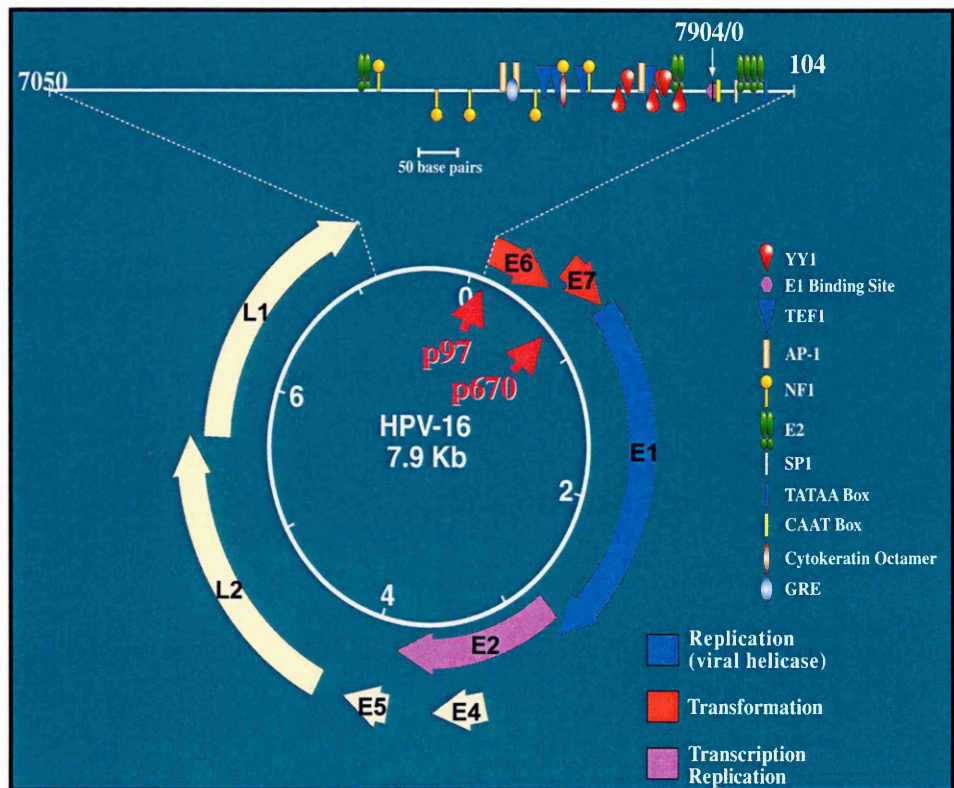 7904/0
7050
104
50 base pairs
E6
E7
L1
0
p97
p670
6
HPV-16
7.9 Kb
E1
2
L2
4
E2
E5
E4
YY1
E1 Binding Site
TEF1
AP-1
NF1
E2
SP1
TATAA Box
CAAT Box
Cytokeratin Octamer
GRE
Replication
(viral helicase)
Transformation
Transcription
Replication